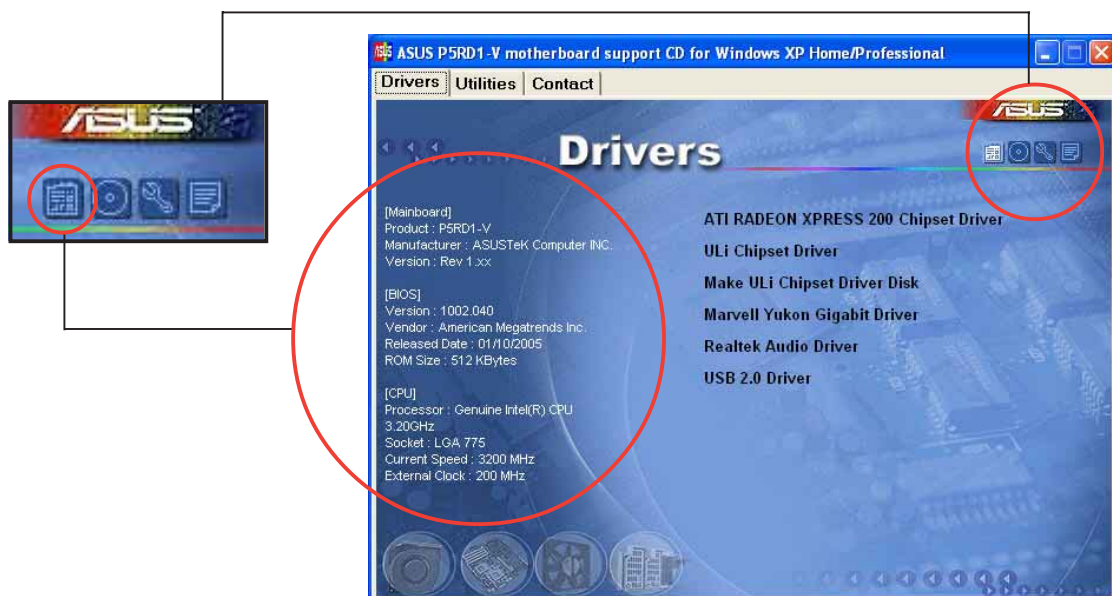 ASUS P5RD1-V motherboard support CD for Windows XP Home/Professional
Drivers Utilities Contact
ASUS
ASUS
Drivers
[Mainboard]
Product : P5RD1-V
Manufacturer : ASUSTeK Computer INC.
Version : Rev 1.xx
[BIOS]
Version : 1002.040
Vendor : American Megatrends Inc.
Released Date : 01/10/2005
ROM Size : 512 KBytes
[CPU]
Processor : Genuine Intel(R) CPU
3.20GHz
Socket : LGA 775
Current Speed : 3200 MHz
External Clock : 200 MHz
ATI RADEON XPRESS 200 Chipset Driver
ULi Chipset Driver
Make ULi Chipset Driver Disk
Marvell Yukon Gigabit Driver
Realtek Audio Driver
USB 2.0 Driver